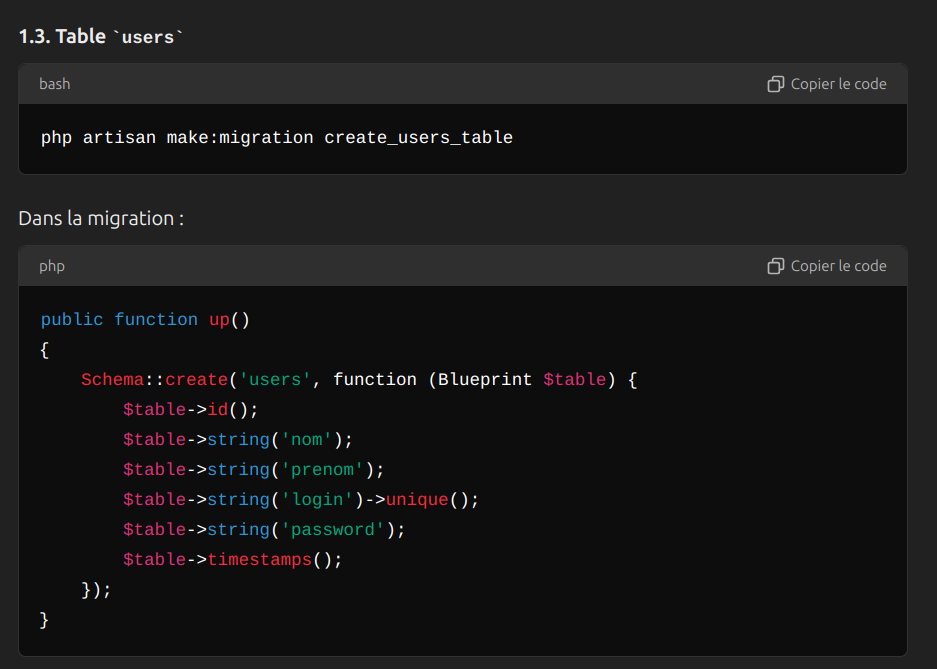 1.3. Table `users`
bash
Copier le code
php artisan make:migration create_users_table
Dans la migration :
php
Copier le code
public function up()
{
    Schema::create('users', function (Blueprint $table) {
        $table->id();
        $table->string('nom');
        $table->string('prenom');
        $table->string('login')->unique();
        $table->string('password');
        $table->timestamps();
    });
}